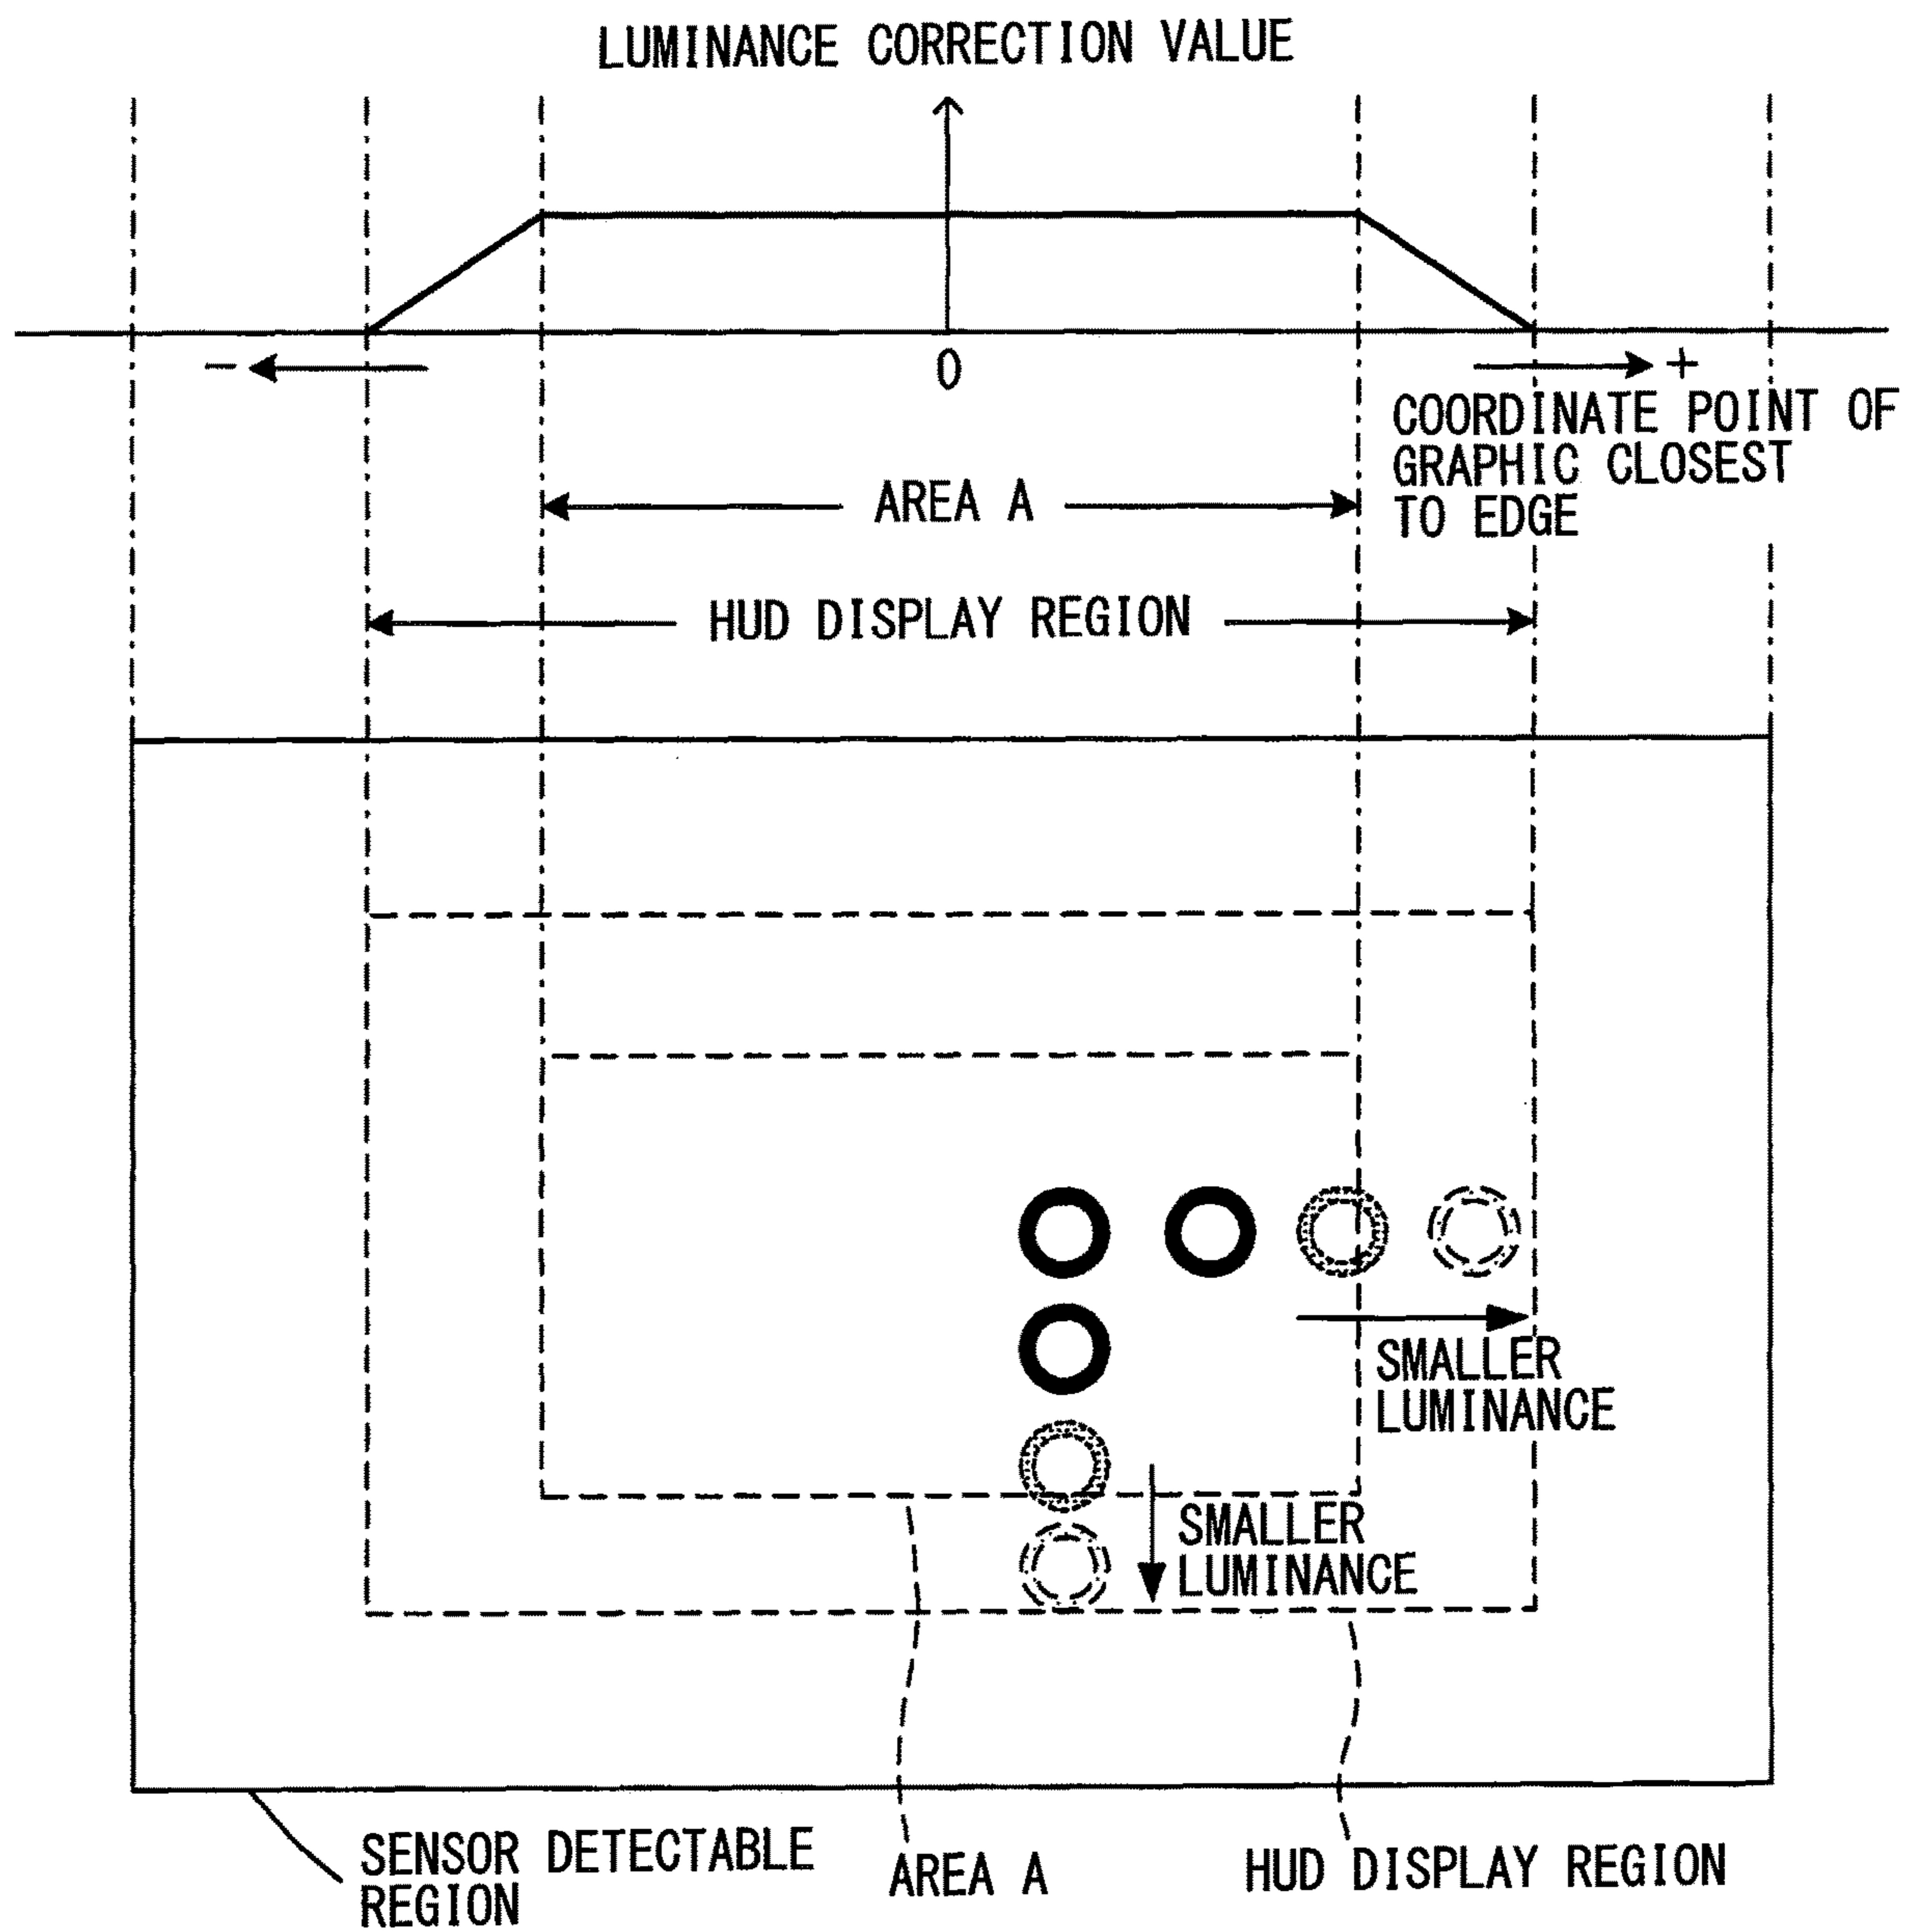 LUMINANCE CORRECTION VALUE
-
0
+
COORDINATE POINT OF
GRAPHIC CLOSEST
TO EDGE
AREA A
HUD DISPLAY REGION
SMALLER
LUMINANCE
SMALLER
LUMINANCE
SENSOR DETECTABLE
REGION
AREA A
HUD DISPLAY REGION